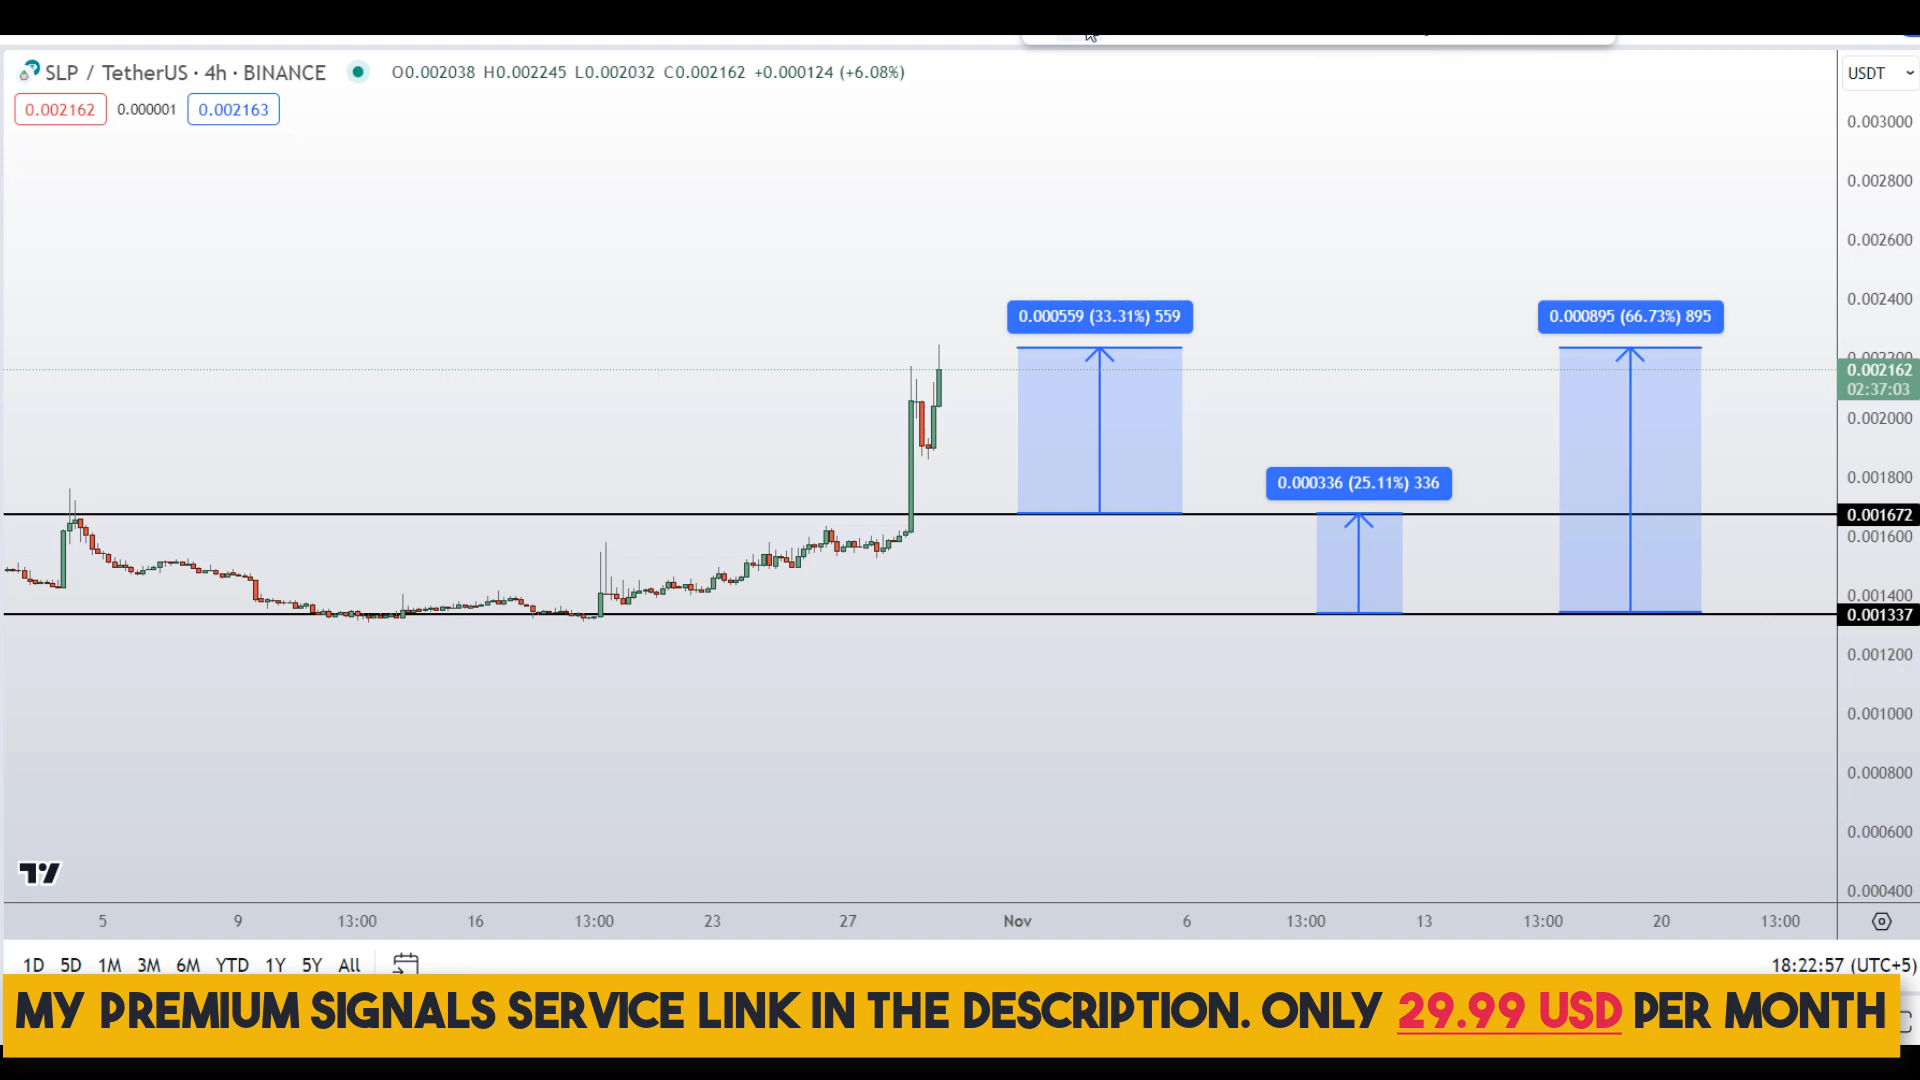 SLP / TetherUS · 4h · BINANCE O0.002038 H0.002245 L0.002032 C0.002162 +0.000124 (+6.08%)
USDT
0.002162 0.000001 0.002163
0.003000
0.002800
0.002600
0.002400
0.000559 (33.31%) 559
0.000895 (66.73%) 895
0.002200
0.002162
02:37:03
0.002000
0.001800
0.000336 (25.11%) 336
0.001672
0.001600
0.001400
0.001337
0.001200
0.001000
0.000800
0.000600
0.000400
5 9 13:00 16 13:00 23 27 Nov 6 13:00 13 13:00 20 13:00
1D 5D 1M 3M 6M YTD 1Y 5Y All
18:22:57 (UTC+5)
MY PREMIUM SIGNALS SERVICE LINK IN THE DESCRIPTION. ONLY 29.99 USD PER MONTH